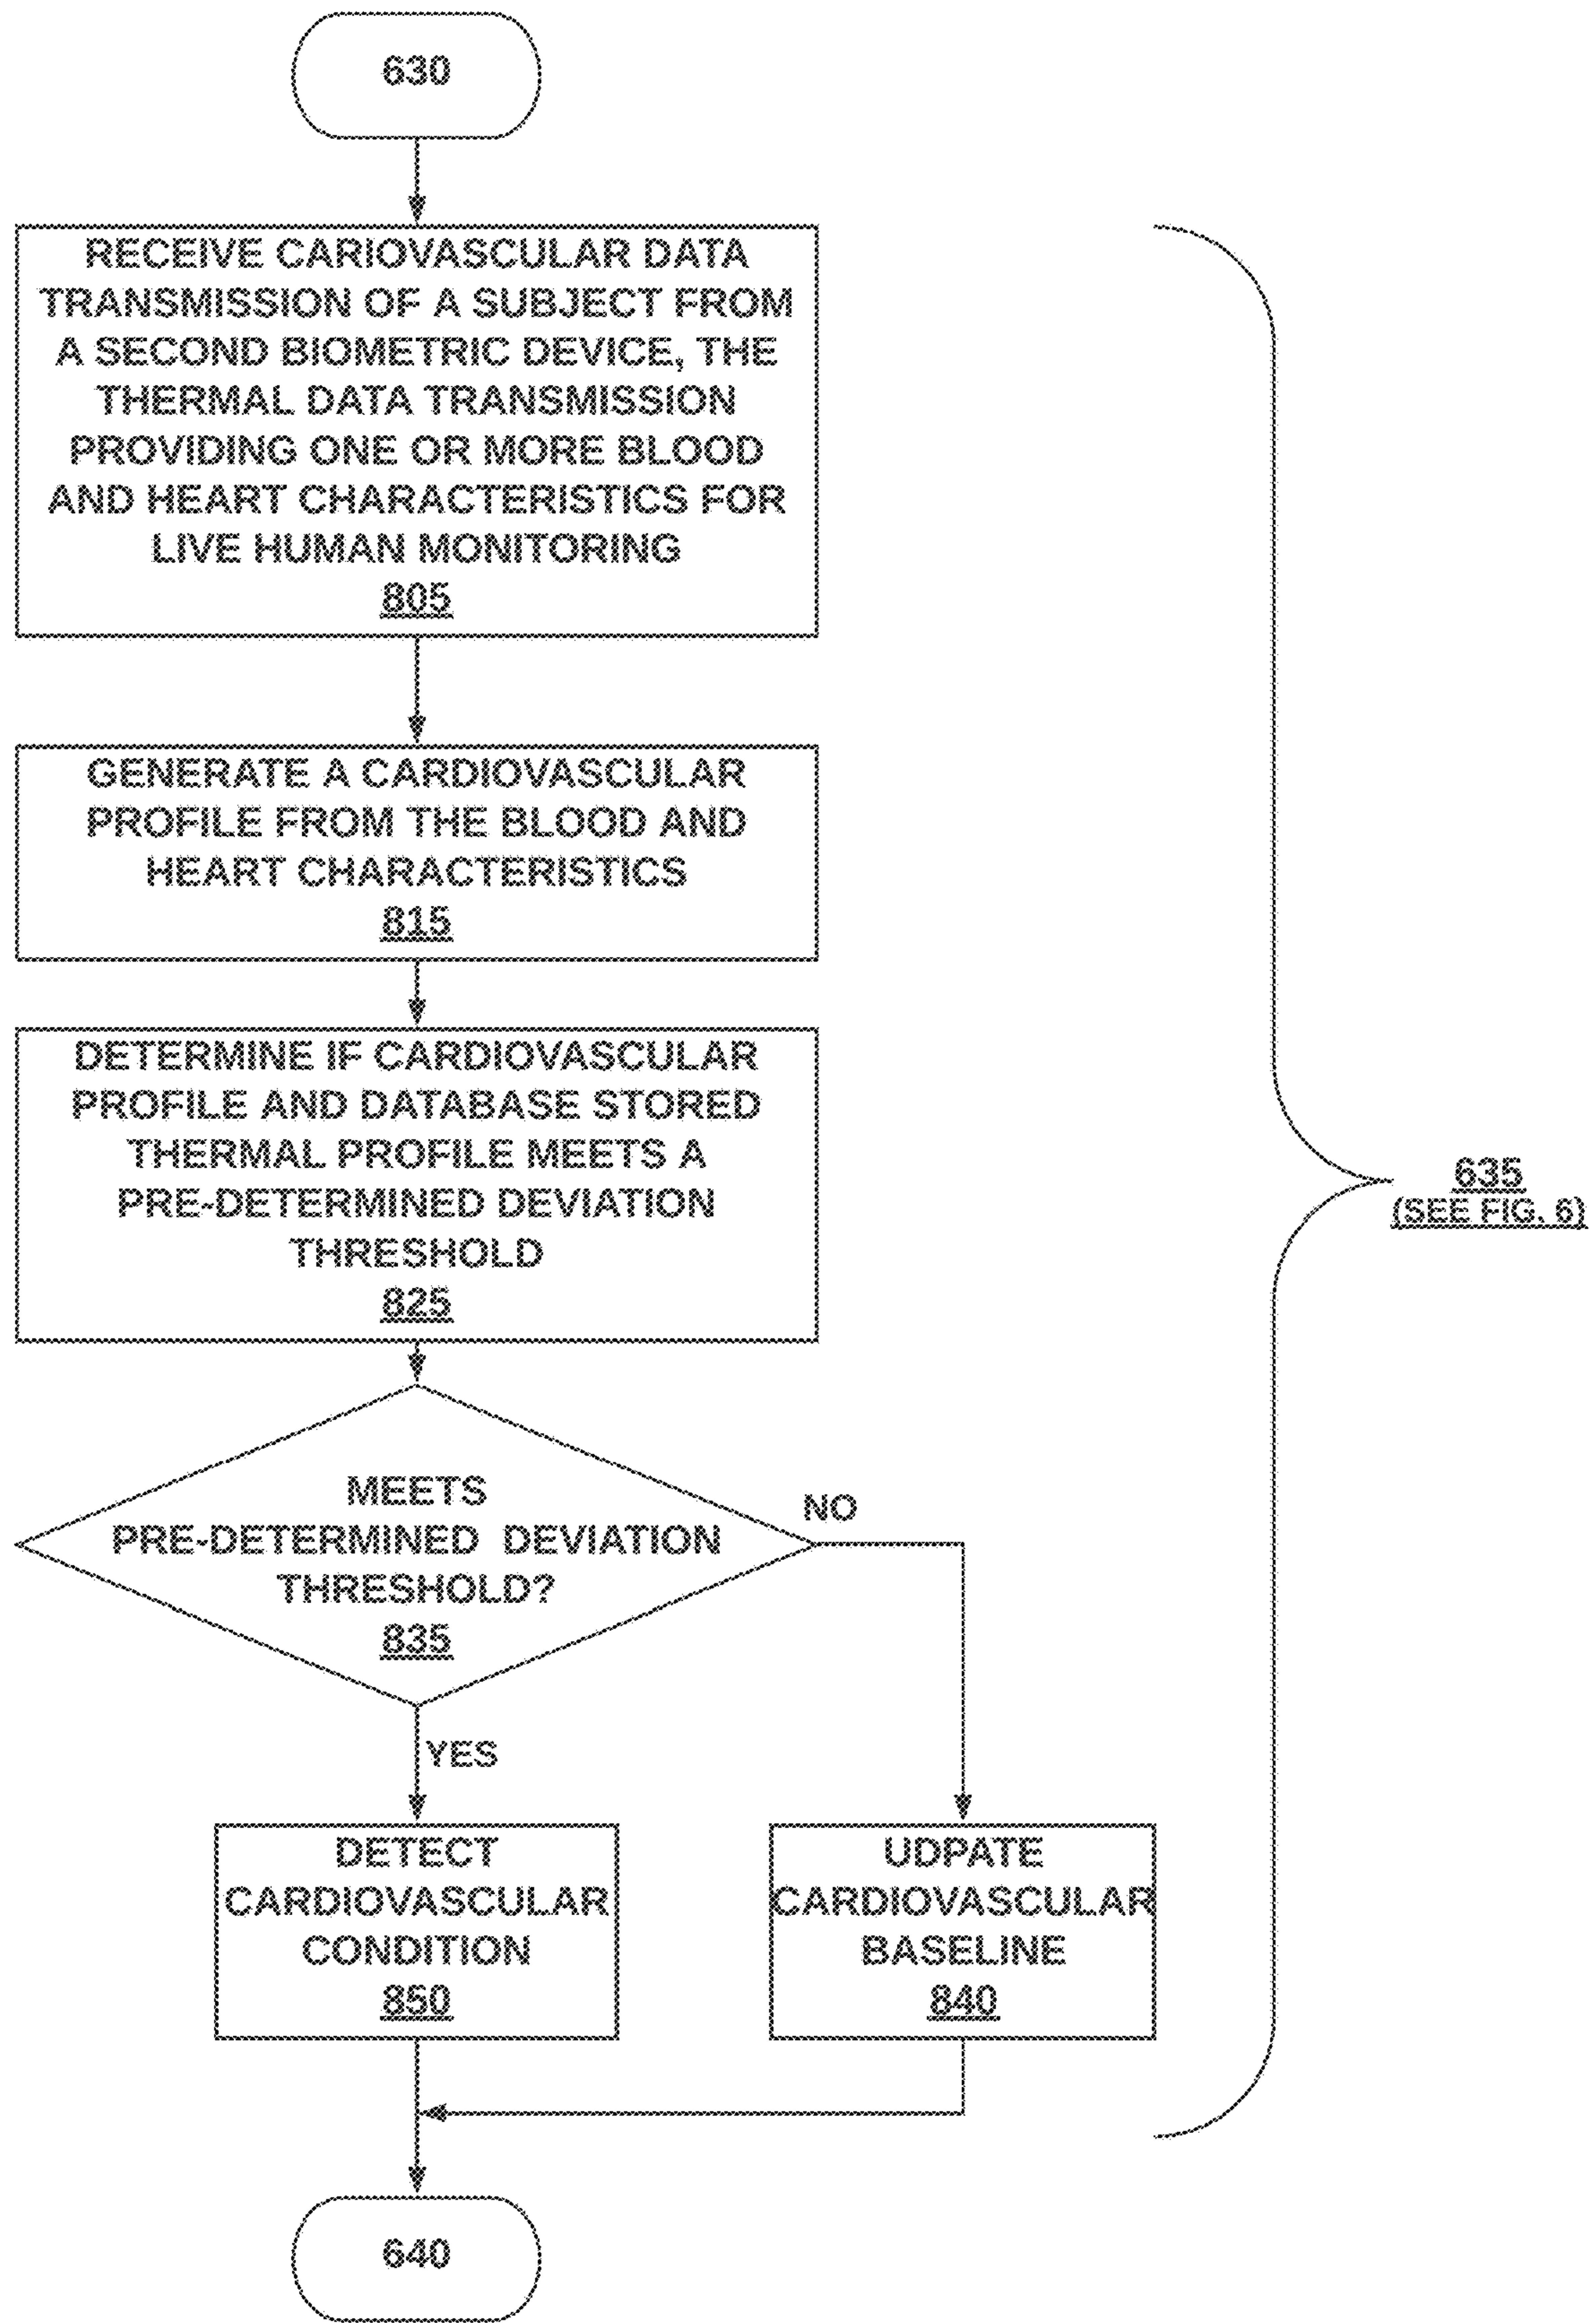 630
RECEIVE CARIOVASCULAR DATA
TRANSMISSION OF A SUBJECT FROM
A SECOND BIOMETRIC DEVICE, THE
THERMAL DATA TRANSMISSION
PROVIDING ONE OR MORE BLOOD
AND HEART CHARACTERISTICS FOR
LIVE HUMAN MONITORING
805
GENERATE A CARDIOVASCULAR
PROFILE FROM THE BLOOD AND
HEART CHARACTERISTICS
815
DETERMINE IF CARDIOVASCULAR
PROFILE AND DATABASE STORED
THERMAL PROFILE MEETS A
PRE-DETERMINED DEVIATION
THRESHOLD
825
635
(SEE FIG. 6)
MEETS
PRE-DETERMINED DEVIATION
THRESHOLD?
835
NO
YES
DETECT
CARDIOVASCULAR
CONDITION
850
UDPATE
CARDIOVASCULAR
BASELINE
840
640